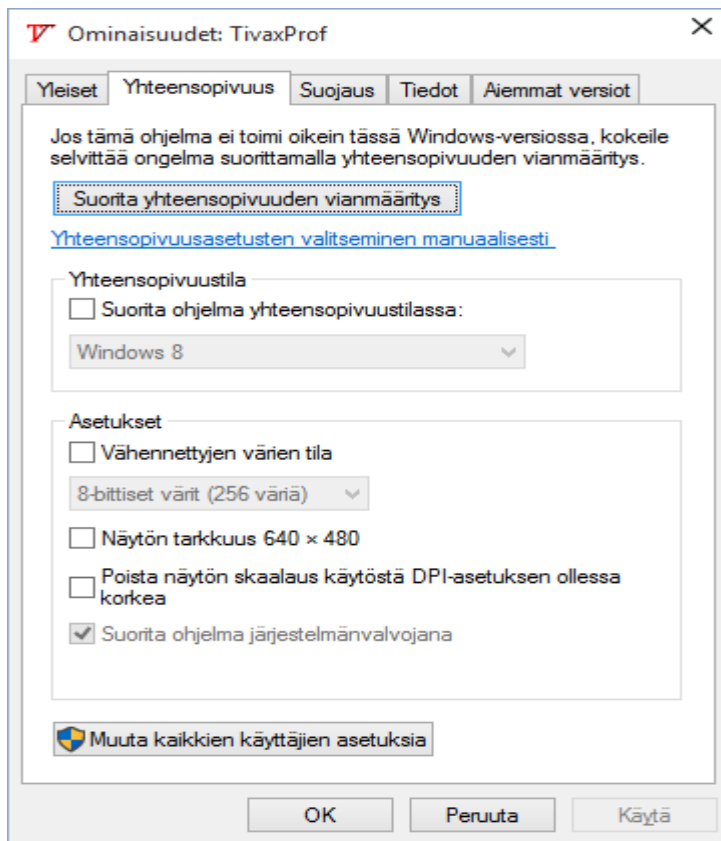 Ominaisuudet: TivaxProf
Yleiset
Yhteensopivuus
Suojaus
Tiedot
Aiemmat versiot
Jos tämä ohjelma ei toimi oikein tässä Windows-versiossa, kokeile
selvittää ongelma suorittamalla yhteensopivuuden vianmääritys.
Suorita yhteensopivuuden vianmääritys
Yhteensopivuusasetusten valitseminen manuaalisesti
Yhteensopivuustila
Suorita ohjelma yhteensopivuustilassa:
Windows 8
Asetukset
Vähennettyjen värien tila
8-bittiset värit (256 väriä)
Näytön tarkkuus 640 × 480
Poista näytön skaalaus käytöstä DPI-asetuksen ollessa
korkea
Suorita ohjelma järjestelmänvalvojana
Muuta kaikkien käyttäjien asetuksia
OK
Peruuta
Käytä